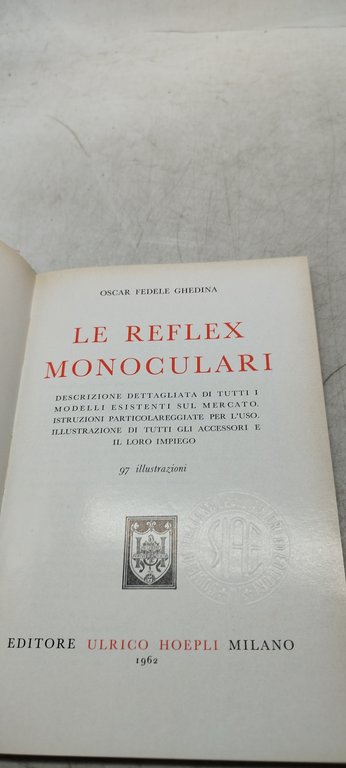 OSCAR FEDELE GHEDINA
LE REFLEX
MONOCULARI
DESCRIZIONE DETTAGLIATA DI TUTTI I
MODELLI ESISTENTI SUL MERCATO.
ISTRUZIONI PARTICOLAREGGIATE PER L'USO.
ILLUSTRAZIONE DI TUTTI GLI ACCESSORI E
IL LORO IMPIEGO
97 illustrazioni
SIAE
EDITORE ULRICO HOEPLI MILANO
1962